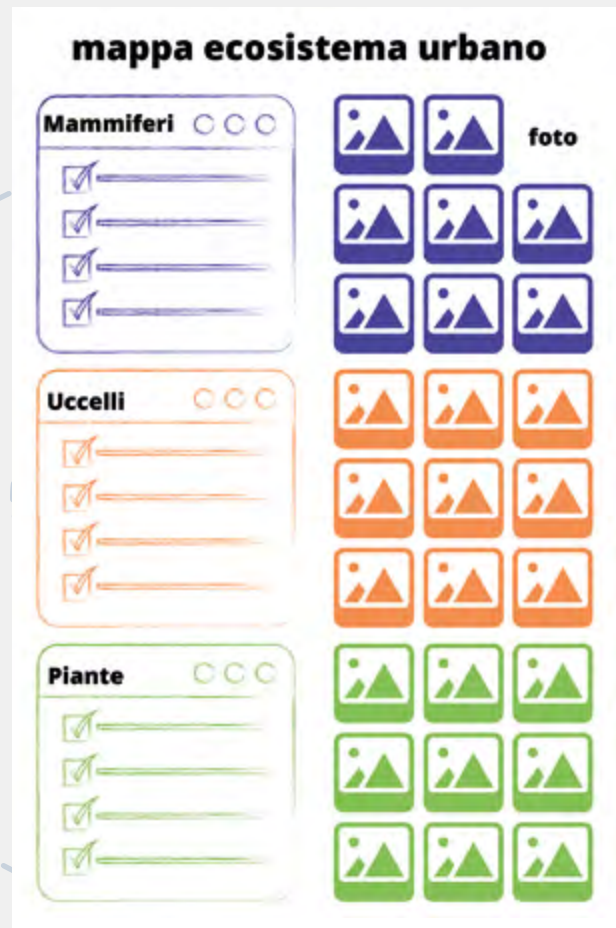 mappa ecosistema urbano
Mammiferi
foto
Uccelli
Piante